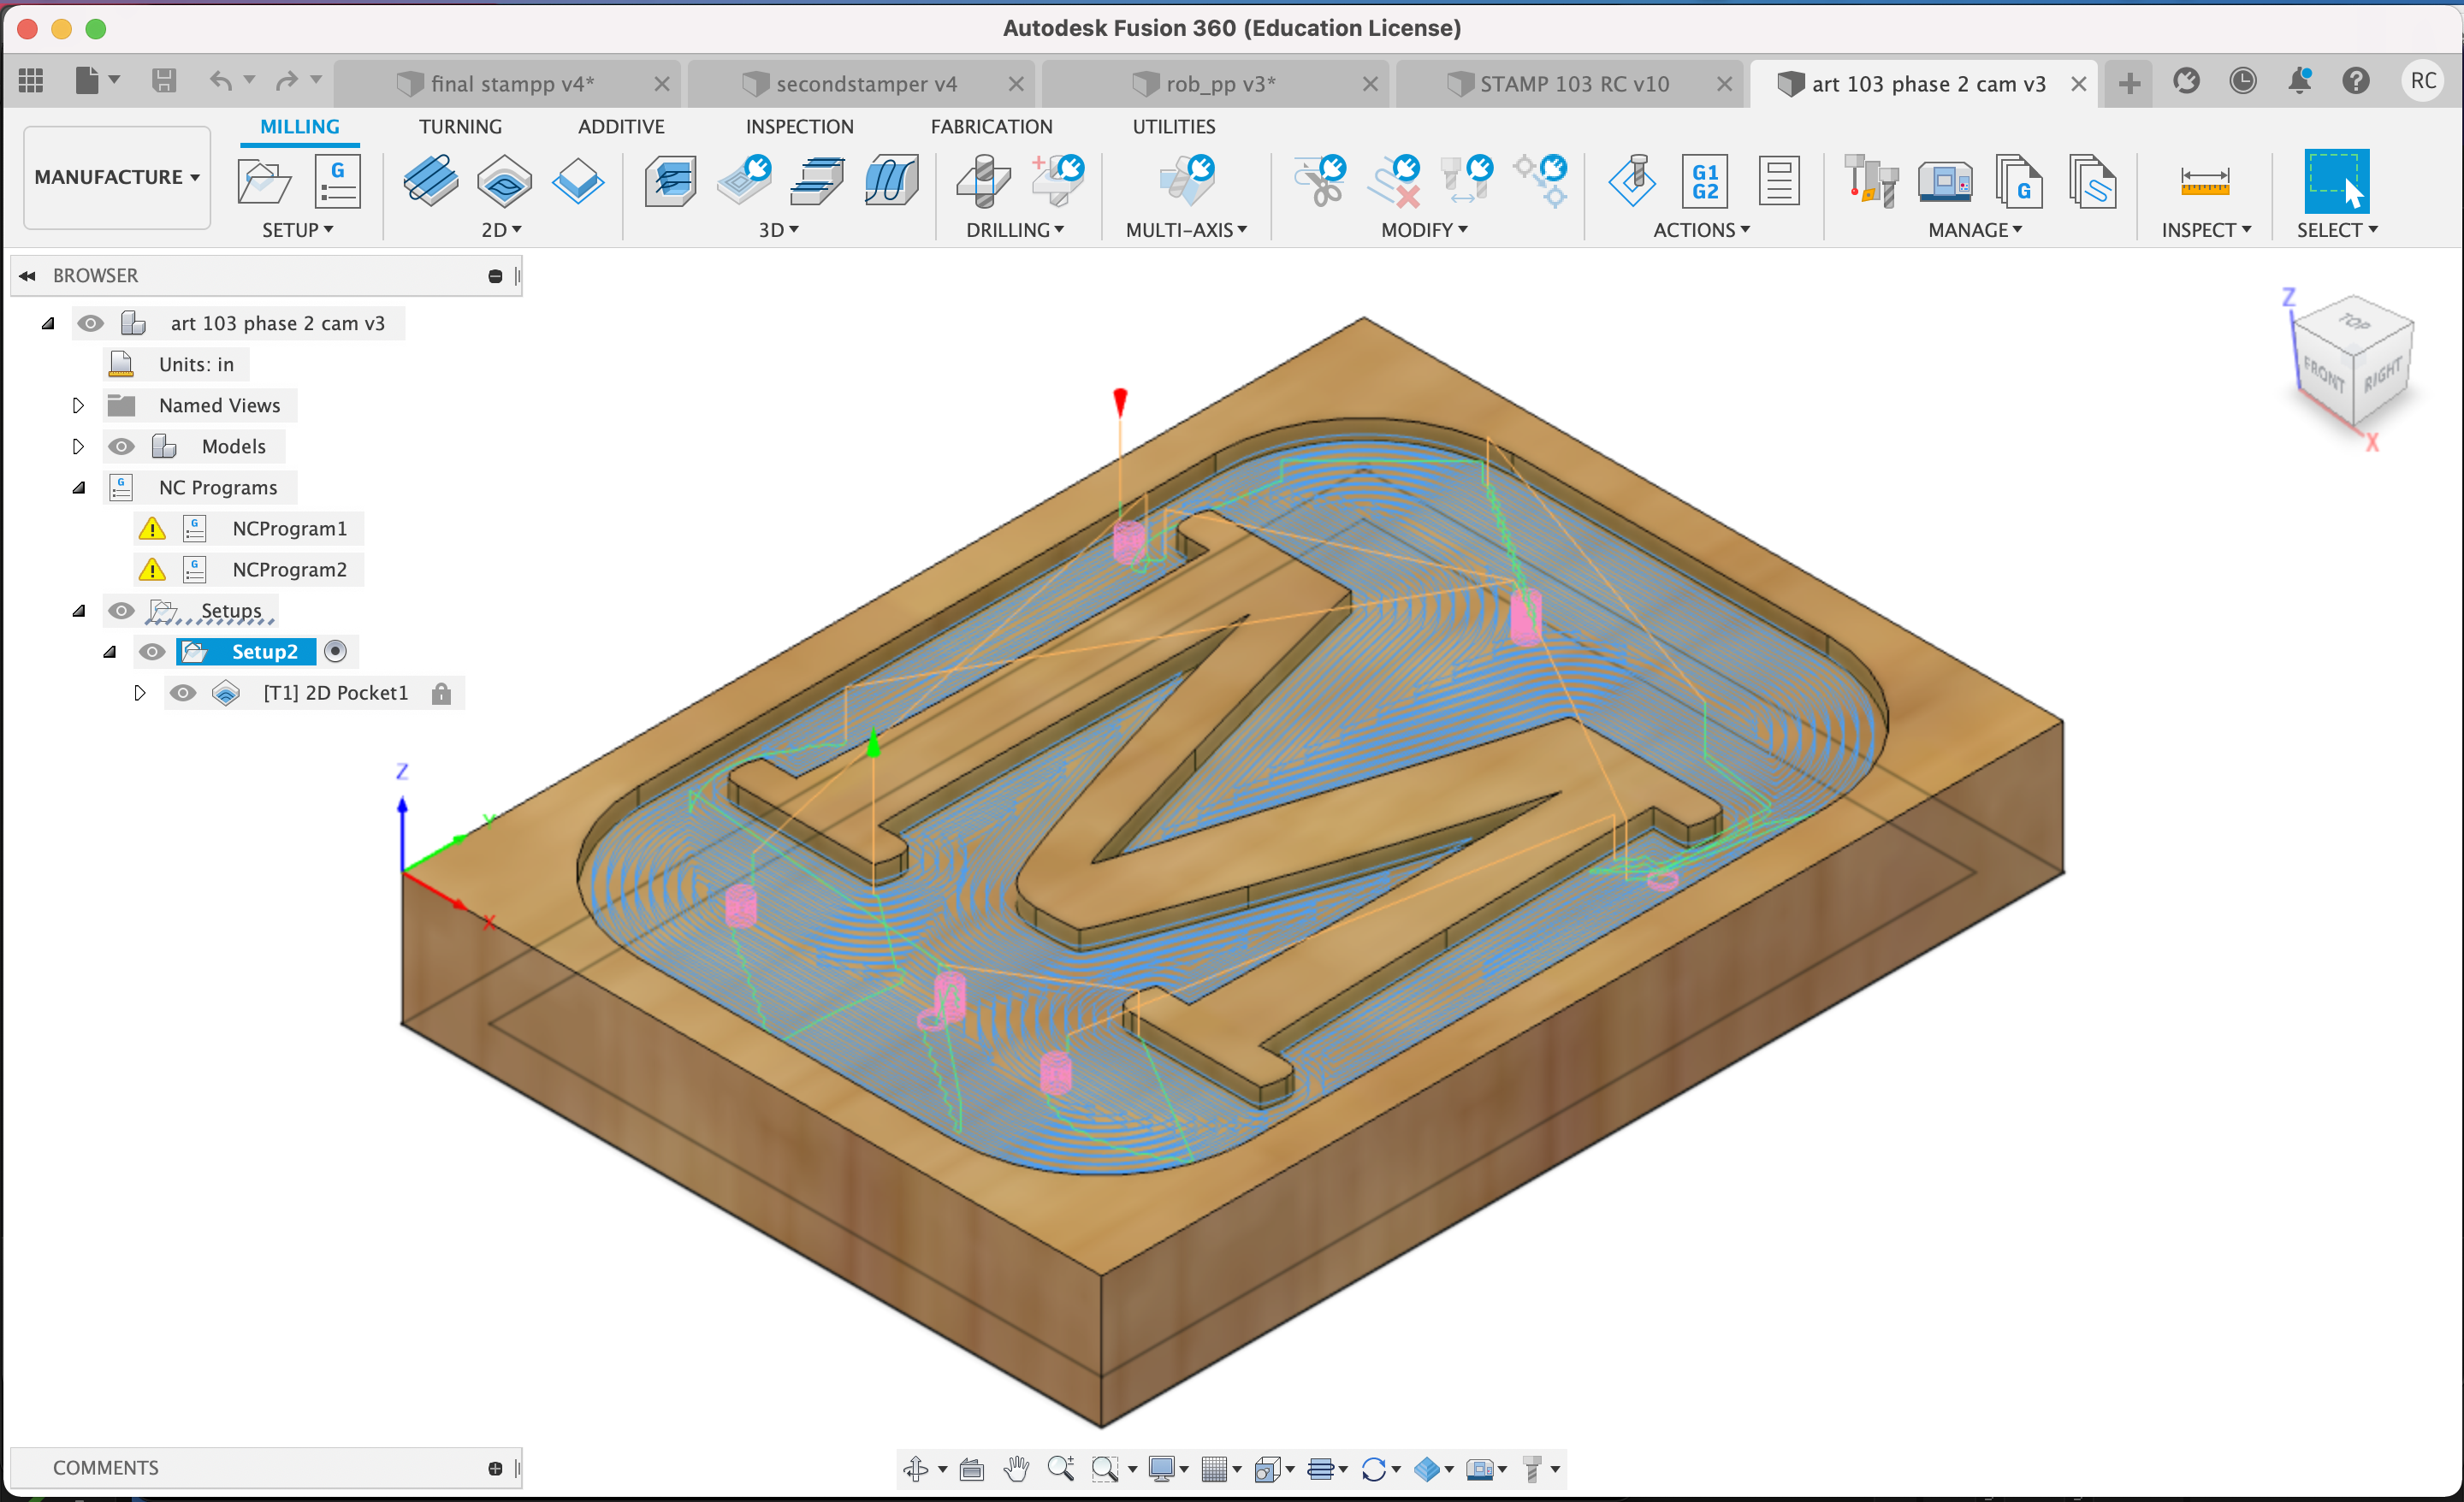 Autodesk Fusion 360 (Education License)
final stampp v4*
secondstamper v4
rob_pp v3*
STAMP 103 RC v10
art 103 phase 2 cam v3
RC
MANUFACTURE
MILLING
TURNING
ADDITIVE
INSPECTION
FABRICATION
UTILITIES
G
G1
G2
G
SETUP
2D
3D
DRILLING
MULTI-AXIS
MODIFY
ACTIONS
MANAGE
INSPECT
SELECT
BROWSER
art 103 phase 2 cam v3
Units: in
Named Views
Models
NC Programs
NCProgram1
NCProgram2
Setups
Setup2
[T1] 2D Pocket1
Z
TOP
FRONT
RIGHT
X
Z
Y
X
COMMENTS